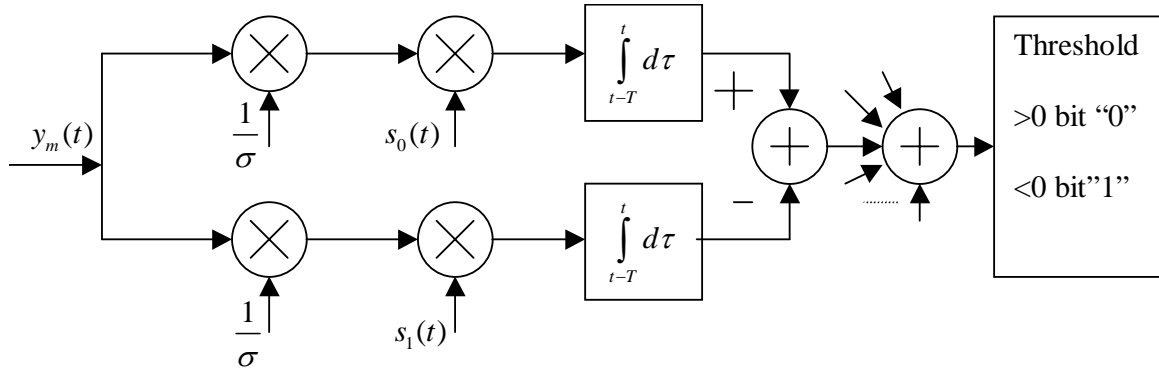 y_m(t)
1/σ
s_0(t)
∫_{t-T}^{t} dτ
+
+
+
Threshold
>0 bit “0”
<0 bit”1”
-
1/σ
s_1(t)
∫_{t-T}^{t} dτ